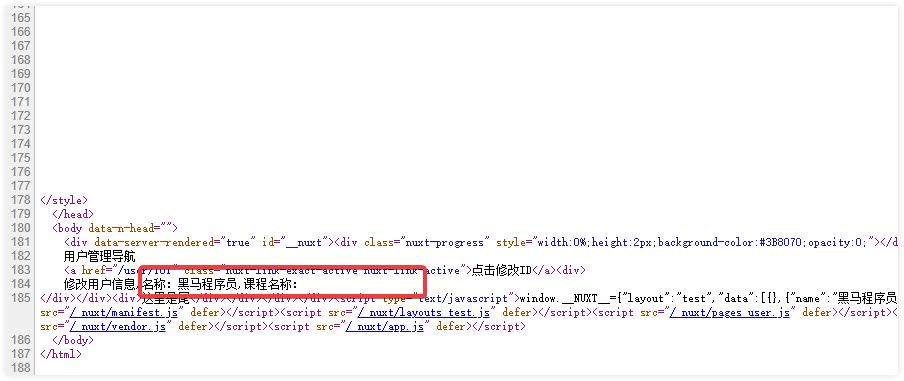 165
166
167
168
169
170
171
172
173
174
175
176
177
178 </style>
179 </head>
180 <body data-n-head="">
181 <div data-server-rendered="true" id="__nuxt"><div class="nuxt-progress" style="width:0%;height:2px;background-color:#3B8070;opacity:0;"></d
182 用户管理导航
183 <a href="/user/101" class="nuxt-link-exact-active nuxt-link-active">点击修改ID</a><div>
184 修改用户信息,名称: 黑马程序员,课程名称:
185 </div></div><div>这里是尾</div></div></div></div><script type="text/javascript">window.__NUXT__={"layout":"test","data":[{},{"name":"黑马程序员
src="/_nuxt/manifest.js" defer></script><script src="/_nuxt/layouts_test.js" defer></script><script src="/_nuxt/pages_user.js" defer></script><
src="/_nuxt/vendor.js" defer></script><script src="/_nuxt/app.js" defer></script>
186 </body>
187 </html>
188